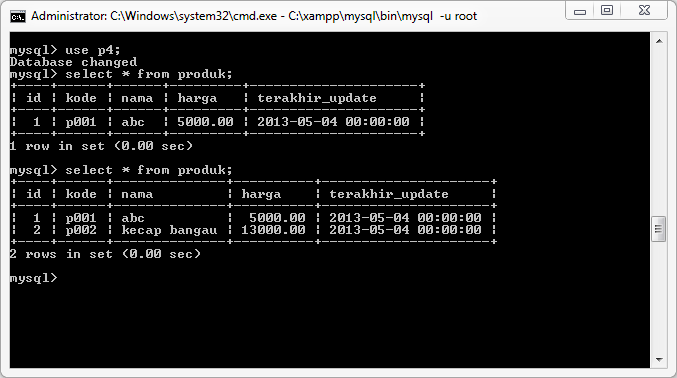 Administrator: C:\Windows\system32\cmd.exe - C:\xampp\mysql\bin\mysql -u root
mysql> use p4;
Database changed
mysql> select * from produk;
+----+------+------+---------+---------------------+
| id | kode | nama | harga   | terakhir_update     |
+----+------+------+---------+---------------------+
|  1 | p001 | abc  | 5000.00 | 2013-05-04 00:00:00 |
+----+------+------+---------+---------------------+
1 row in set (0.00 sec)
mysql> select * from produk;
+----+------+--------------+----------+---------------------+
| id | kode | nama         | harga    | terakhir_update     |
+----+------+--------------+----------+---------------------+
|  1 | p001 | abc          |  5000.00 | 2013-05-04 00:00:00 |
|  2 | p002 | kecap bangau | 13000.00 | 2013-05-04 00:00:00 |
+----+------+--------------+----------+---------------------+
2 rows in set (0.00 sec)
mysql>